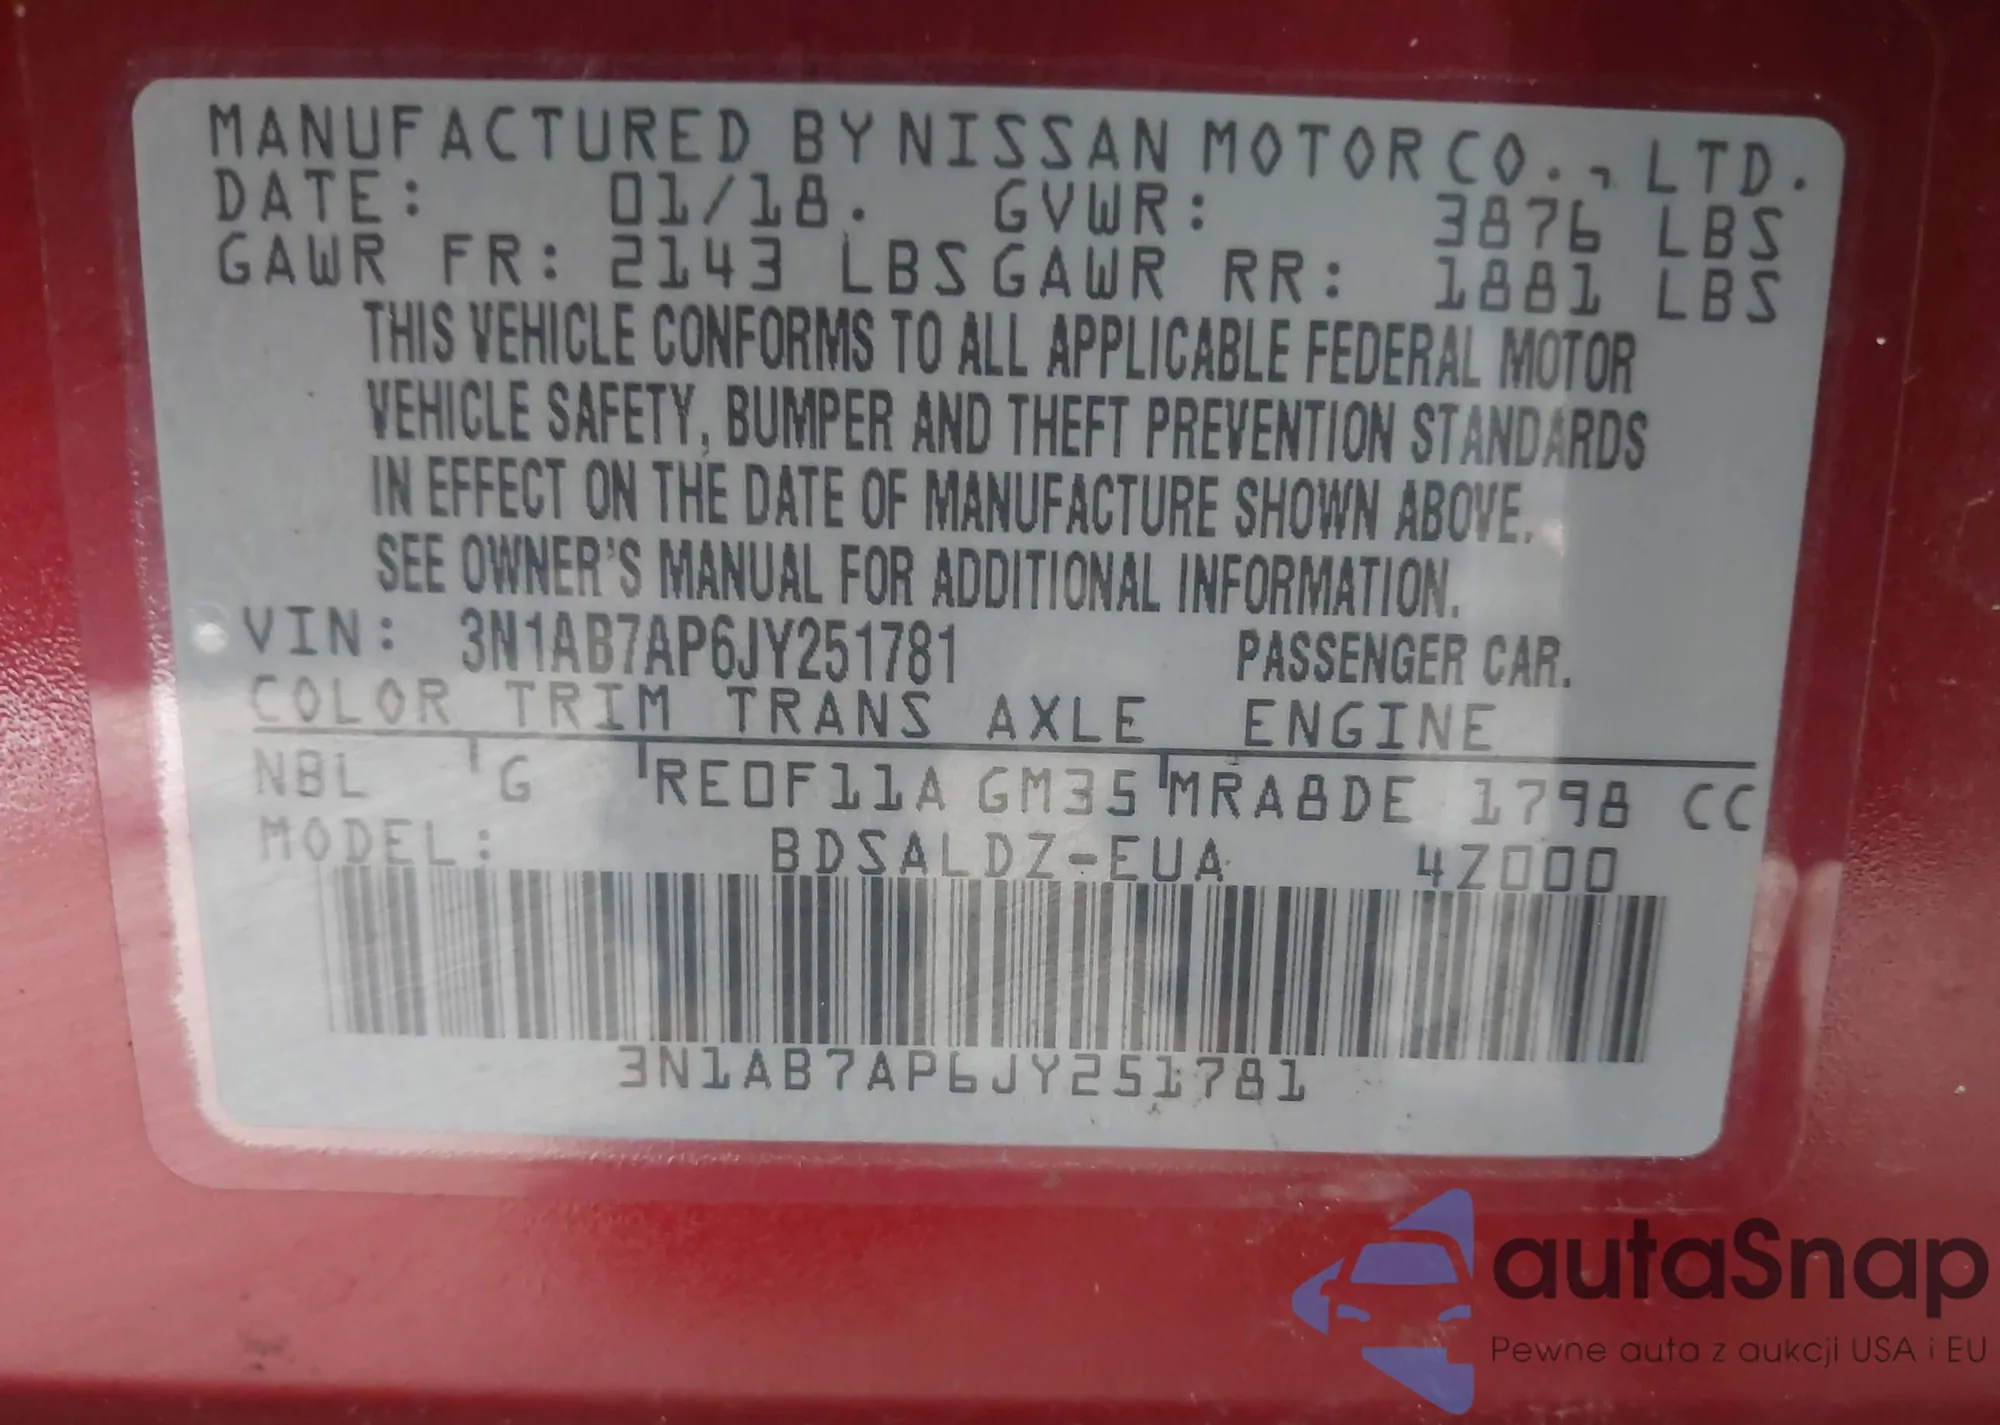 MANUFACTURED BY NISSAN MOTOR CO., LTD.
DATE: 01/18. GVWR: 3876 LBS
GAWR FR: 2143 LBS GAWR RR: 1881 LBS
THIS VEHICLE CONFORMS TO ALL APPLICABLE FEDERAL MOTOR
VEHICLE SAFETY, BUMPER AND THEFT PREVENTION STANDARDS
IN EFFECT ON THE DATE OF MANUFACTURE SHOWN ABOVE.
SEE OWNER'S MANUAL FOR ADDITIONAL INFORMATION.
VIN: 3N1AB7AP6JY251781 PASSENGER CAR.
COLOR TRIM TRANS AXLE ENGINE
NBL G RE0F11A GM35 MRA8DE 1798 CC
MODEL: BDSALDZ-EUA 4Z000
3N1AB7AP6JY251781
autaSnap
Pewne auta z aukcji USA i EU